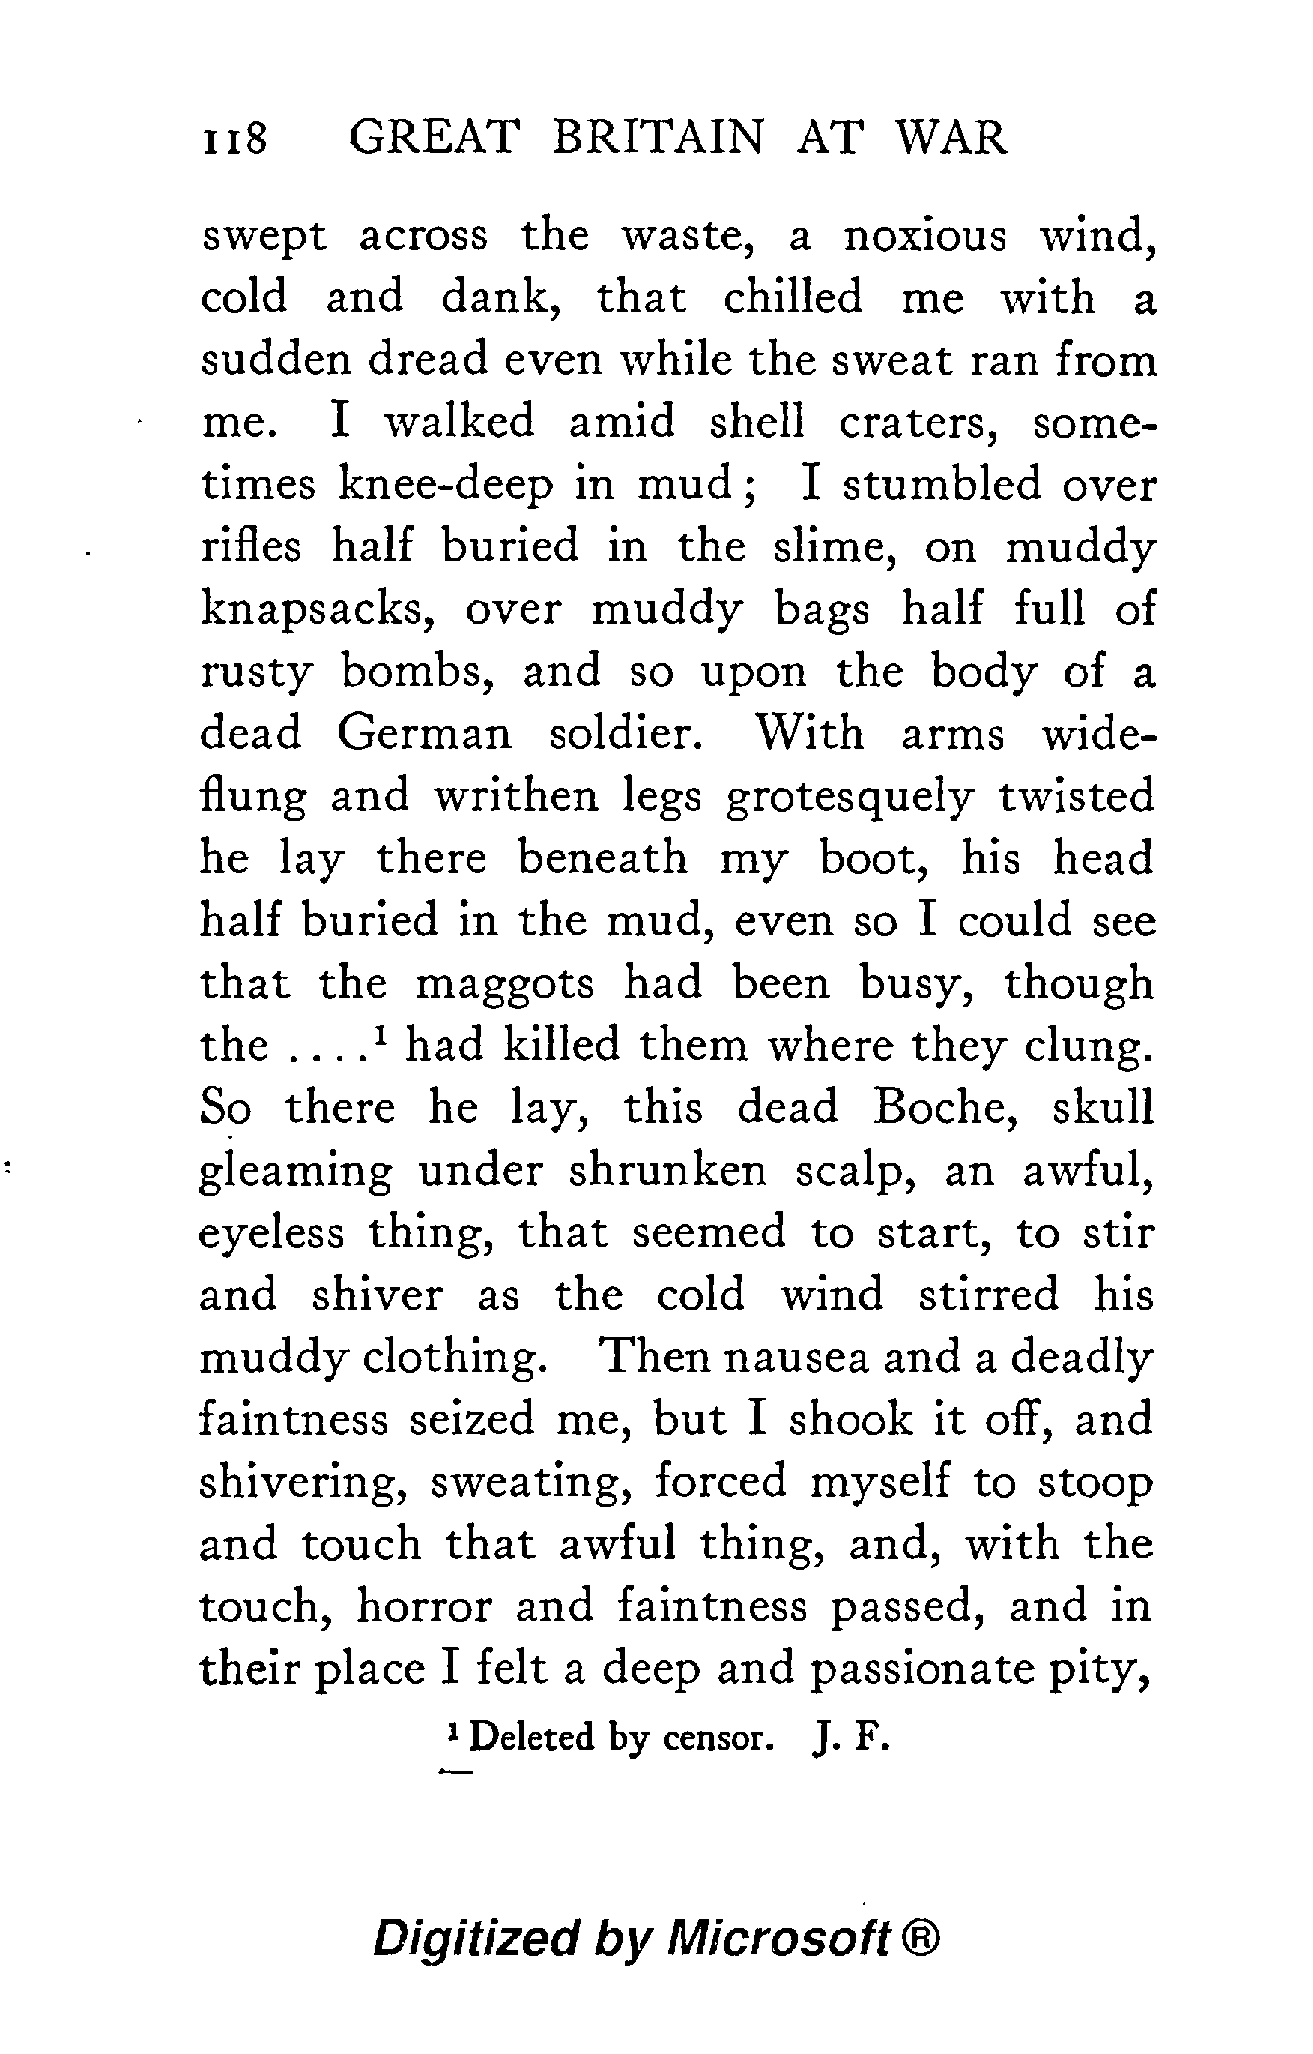 118 GREAT BRITAIN AT WAR
swept across the waste, a noxious wind,
cold and dank, that chilled me with a
sudden dread even while the sweat ran from
me. I walked amid shell craters, some-
times knee-deep in mud; I stumbled over
rifles half buried in the slime, on muddy
knapsacks, over muddy bags half full of
rusty bombs, and so upon the body of a
dead German soldier. With arms wide-
flung and writhen legs grotesquely twisted
he lay there beneath my boot, his head
half buried in the mud, even so I could see
that the maggots had been busy, though
the . . . .¹ had killed them where they clung.
So there he lay, this dead Boche, skull
gleaming under shrunken scalp, an awful,
eyeless thing, that seemed to start, to stir
and shiver as the cold wind stirred his
muddy clothing. Then nausea and a deadly
faintness seized me, but I shook it off, and
shivering, sweating, forced myself to stoop
and touch that awful thing, and, with the
touch, horror and faintness passed, and in
their place I felt a deep and passionate pity,
¹ Deleted by censor. J. F.
Digitized by Microsoft ®